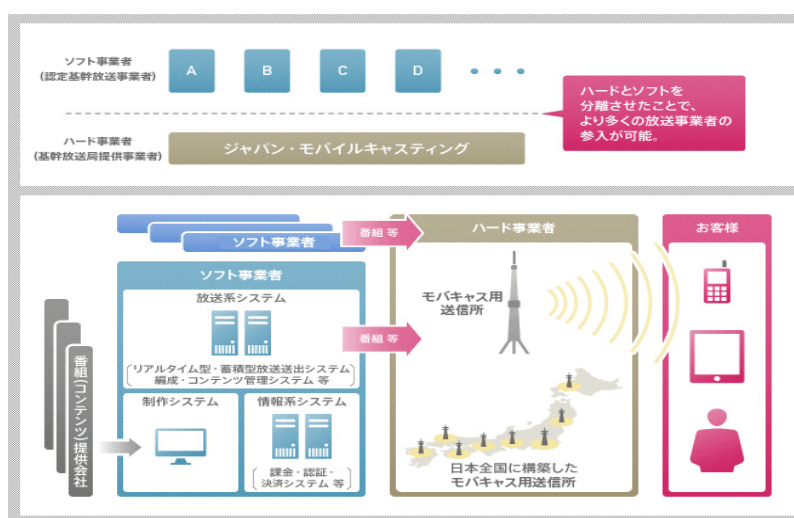 ソフト事業者
(認定基幹放送事業者)
A
B
C
D
・・・
ハードとソフトを
分離させたことで、
より多くの放送事業者の
参入が可能。
ハード事業者
(基幹放送局提供事業者)
ジャパン・モバイルキャスティング
ソフト事業者
番組 等
ハード事業者
お客様
ソフト事業者
放送系システム
(リアルタイム型・蓄積型放送送出システム
編成・コンテンツ管理システム 等)
番組 等
モバキャス用
送信所
制作システム
情報系システム
(課金・認証・
決済システム 等)
番組(コンテンツ)提供会社
日本全国に構築した
モバキャス用送信所